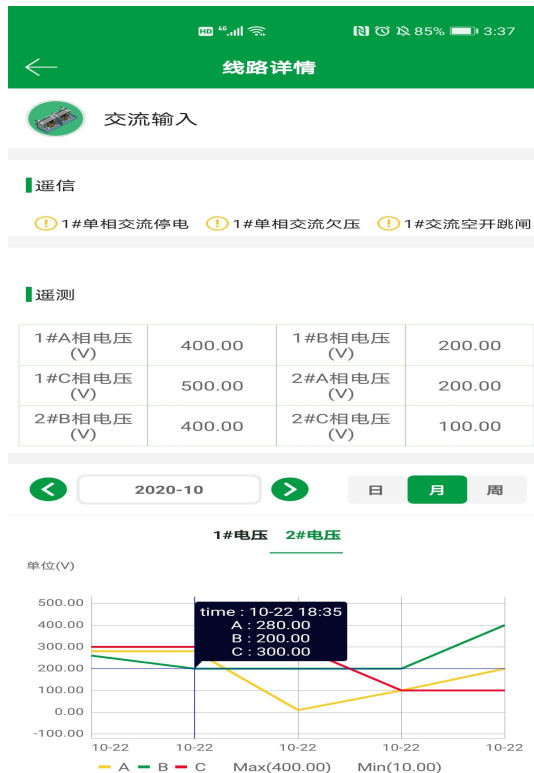 HD 46 85% 3:37
线路详情
交流输入
遥信
1#单相交流停电 1#单相交流欠压 1#交流空开跳闸
遥测
1#A相电压(V) 400.00 1#B相电压(V) 200.00
1#C相电压(V) 500.00 2#A相电压(V) 200.00
2#B相电压(V) 400.00 2#C相电压(V) 100.00
2020-10 日 月 周
1#电压 2#电压
单位(V)
500.00
400.00
300.00
200.00
100.00
0.00
-100.00
time : 10-22 18:35
A : 280.00
B : 200.00
C : 300.00
10-22 10-22 10-22 10-22 10-22
A B C Max(400.00) Min(10.00)